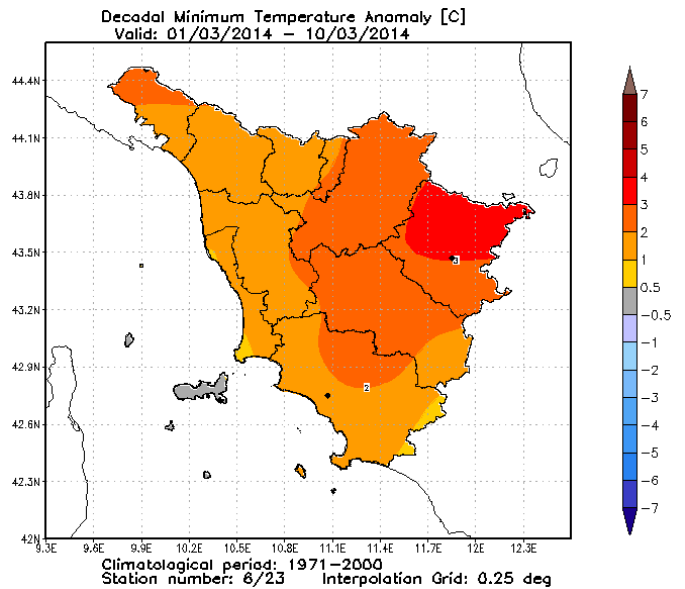 Decadal Minimum Temperature Anomaly [C]
Valid: 01/03/2014 – 10/03/2014
44.4N
44.1N
43.8N
43.5N
43.2N
42.9N
42.6N
42.3N
42N
9.3E 9.6E 9.9E 10.2E 10.5E 10.8E 11.1E 11.4E 11.7E 12E 12.3E
3
2
7
6
5
4
3
2
1
0.5
−0.5
−1
−2
−3
−4
−5
−6
−7
Climatological period: 1971−2000
Station number: 6/23 Interpolation Grid: 0.25 deg